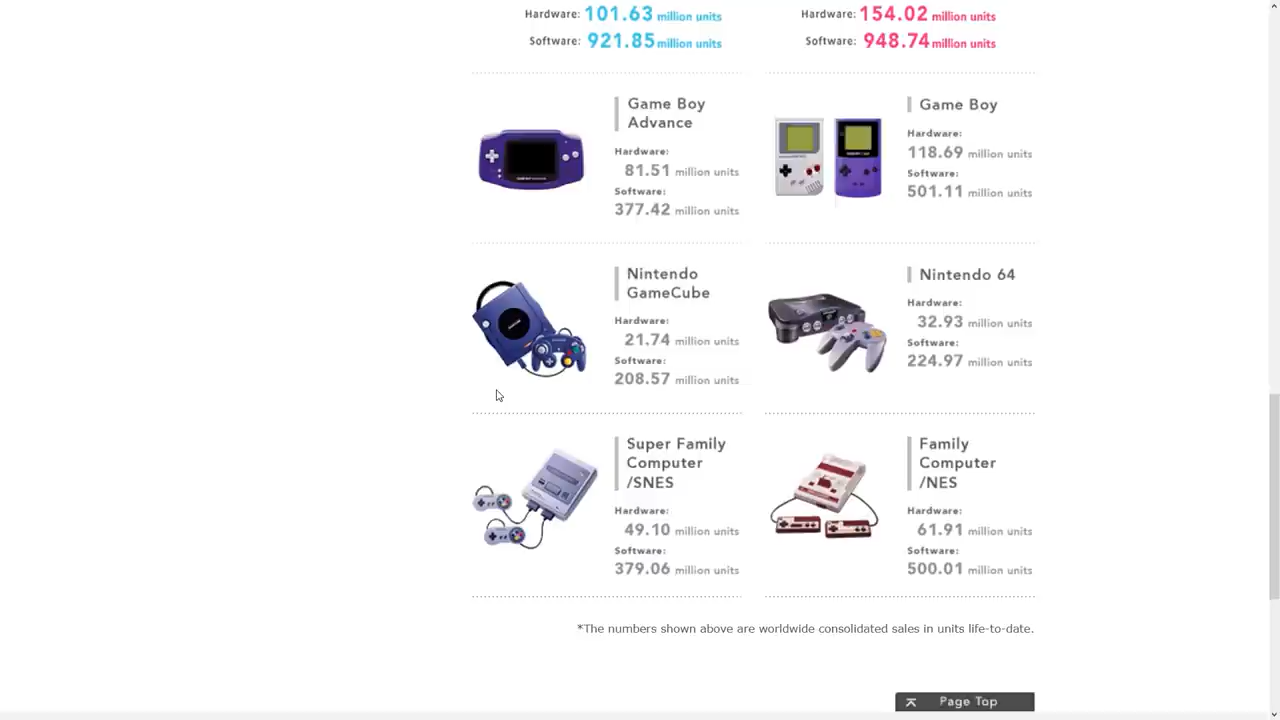 Hardware: 101.63 million units
Software: 921.85 million units
Hardware: 154.02 million units
Software: 948.74 million units
Game Boy
Advance
Hardware:
81.51 million units
Software:
377.42 million units
Game Boy
Hardware:
118.69 million units
Software:
501.11 million units
Nintendo
GameCube
Hardware:
21.74 million units
Software:
208.57 million units
Nintendo 64
Hardware:
32.93 million units
Software:
224.97 million units
Super Family
Computer
/SNES
Hardware:
49.10 million units
Software:
379.06 million units
Family
Computer
/NES
Hardware:
61.91 million units
Software:
500.01 million units
*The numbers shown above are worldwide consolidated sales in units life-to-date.
Page Top